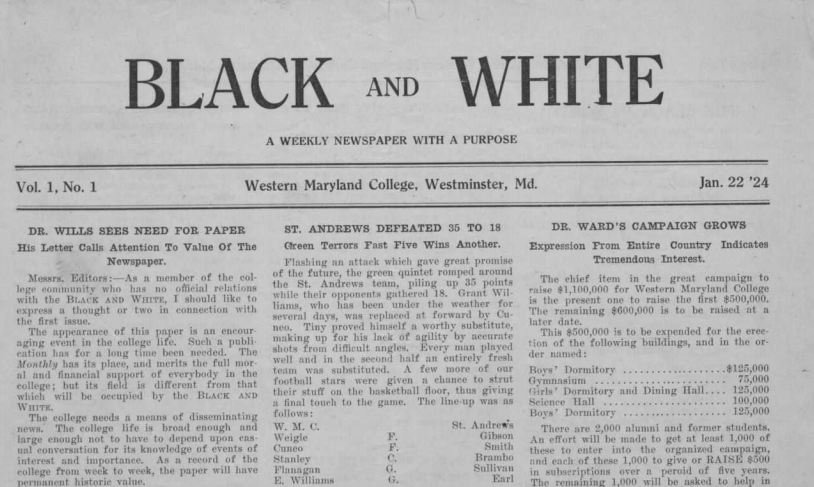 BLACK AND WHITE
A WEEKLY NEWSPAPER WITH A PURPOSE
Vol. 1, No. 1 Western Maryland College, Westminster, Md. Jan. 22 '24
DR. WILLS SEES NEED FOR PAPER
His Letter Calls Attention To Value Of The
Newspaper.
Messrs. Editors:—As a member of the col-
lege community who has no official relations
with the BLACK AND WHITE, I should like to
express a thought or two in connection with
the first issue.
The appearance of this paper is an encour-
aging event in the college life. Such a publi-
cation has for a long time been needed. The
Monthly has its place, and merits the full mor-
al and financial support of everybody in the
college; but its field is different from that
which will be occupied by the BLACK AND
WHITE.
The college needs a means of disseminating
news. The college life is broad enough and
large enough not to have to depend upon cas-
ual conversation for its knowledge of events of
interest and importance. As a record of the
college from week to week, the paper will have
permanent historic value.
ST. ANDREWS DEFEATED 35 TO 18
Green Terrors Fast Five Wins Another.
Flashing an attack which gave great promise
of the future, the green quintet romped around
the St. Andrews team, piling up 35 points
while their opponents gathered 18. Grant Wil-
liams, who has been under the weather for
several days, was replaced at forward by Cu-
neo. Tiny proved himself a worthy substitute,
making up for his lack of agility by accurate
shots from difficult angles. Every man played
well and in the second half an entirely fresh
team was substituted. A few more of our
football stars were given a chance to strut
their stuff on the basketball floor, thus giving
a final touch to the game. The line-up was as
follows:
W. M. C. St. Andrew's
Weigle F. Gibson
Cuneo F. Smith
Stanley C. Brambo
Flanagan G. Sullivan
E. Williams G. Earl
DR. WARD'S CAMPAIGN GROWS
Expression From Entire Country Indicates
Tremendous Interest.
The chief item in the great campaign to
raise $1,100,000 for Western Maryland College
is the present one to raise the first $500,000.
The remaining $600,000 is to be raised at a
later date.
This $500,000 is to be expended for the erec-
tion of the following buildings, and in the or-
der named:
Boys' Dormitory ..................$125,000
Gymnasium ....................... 75,000
Girls' Dormitory and Dining Hall.... 125,000
Science Hall ...................... 100,000
Boys' Dormitory .................. 125,000
There are 2,000 alumni and former students.
An effort will be made to get at least 1,000 of
these to enter into the organized campaign,
and each of these 1,000 to give or RAISE $500
in subscriptions over a peroid of five years.
The remaining 1,000 will be asked to help in